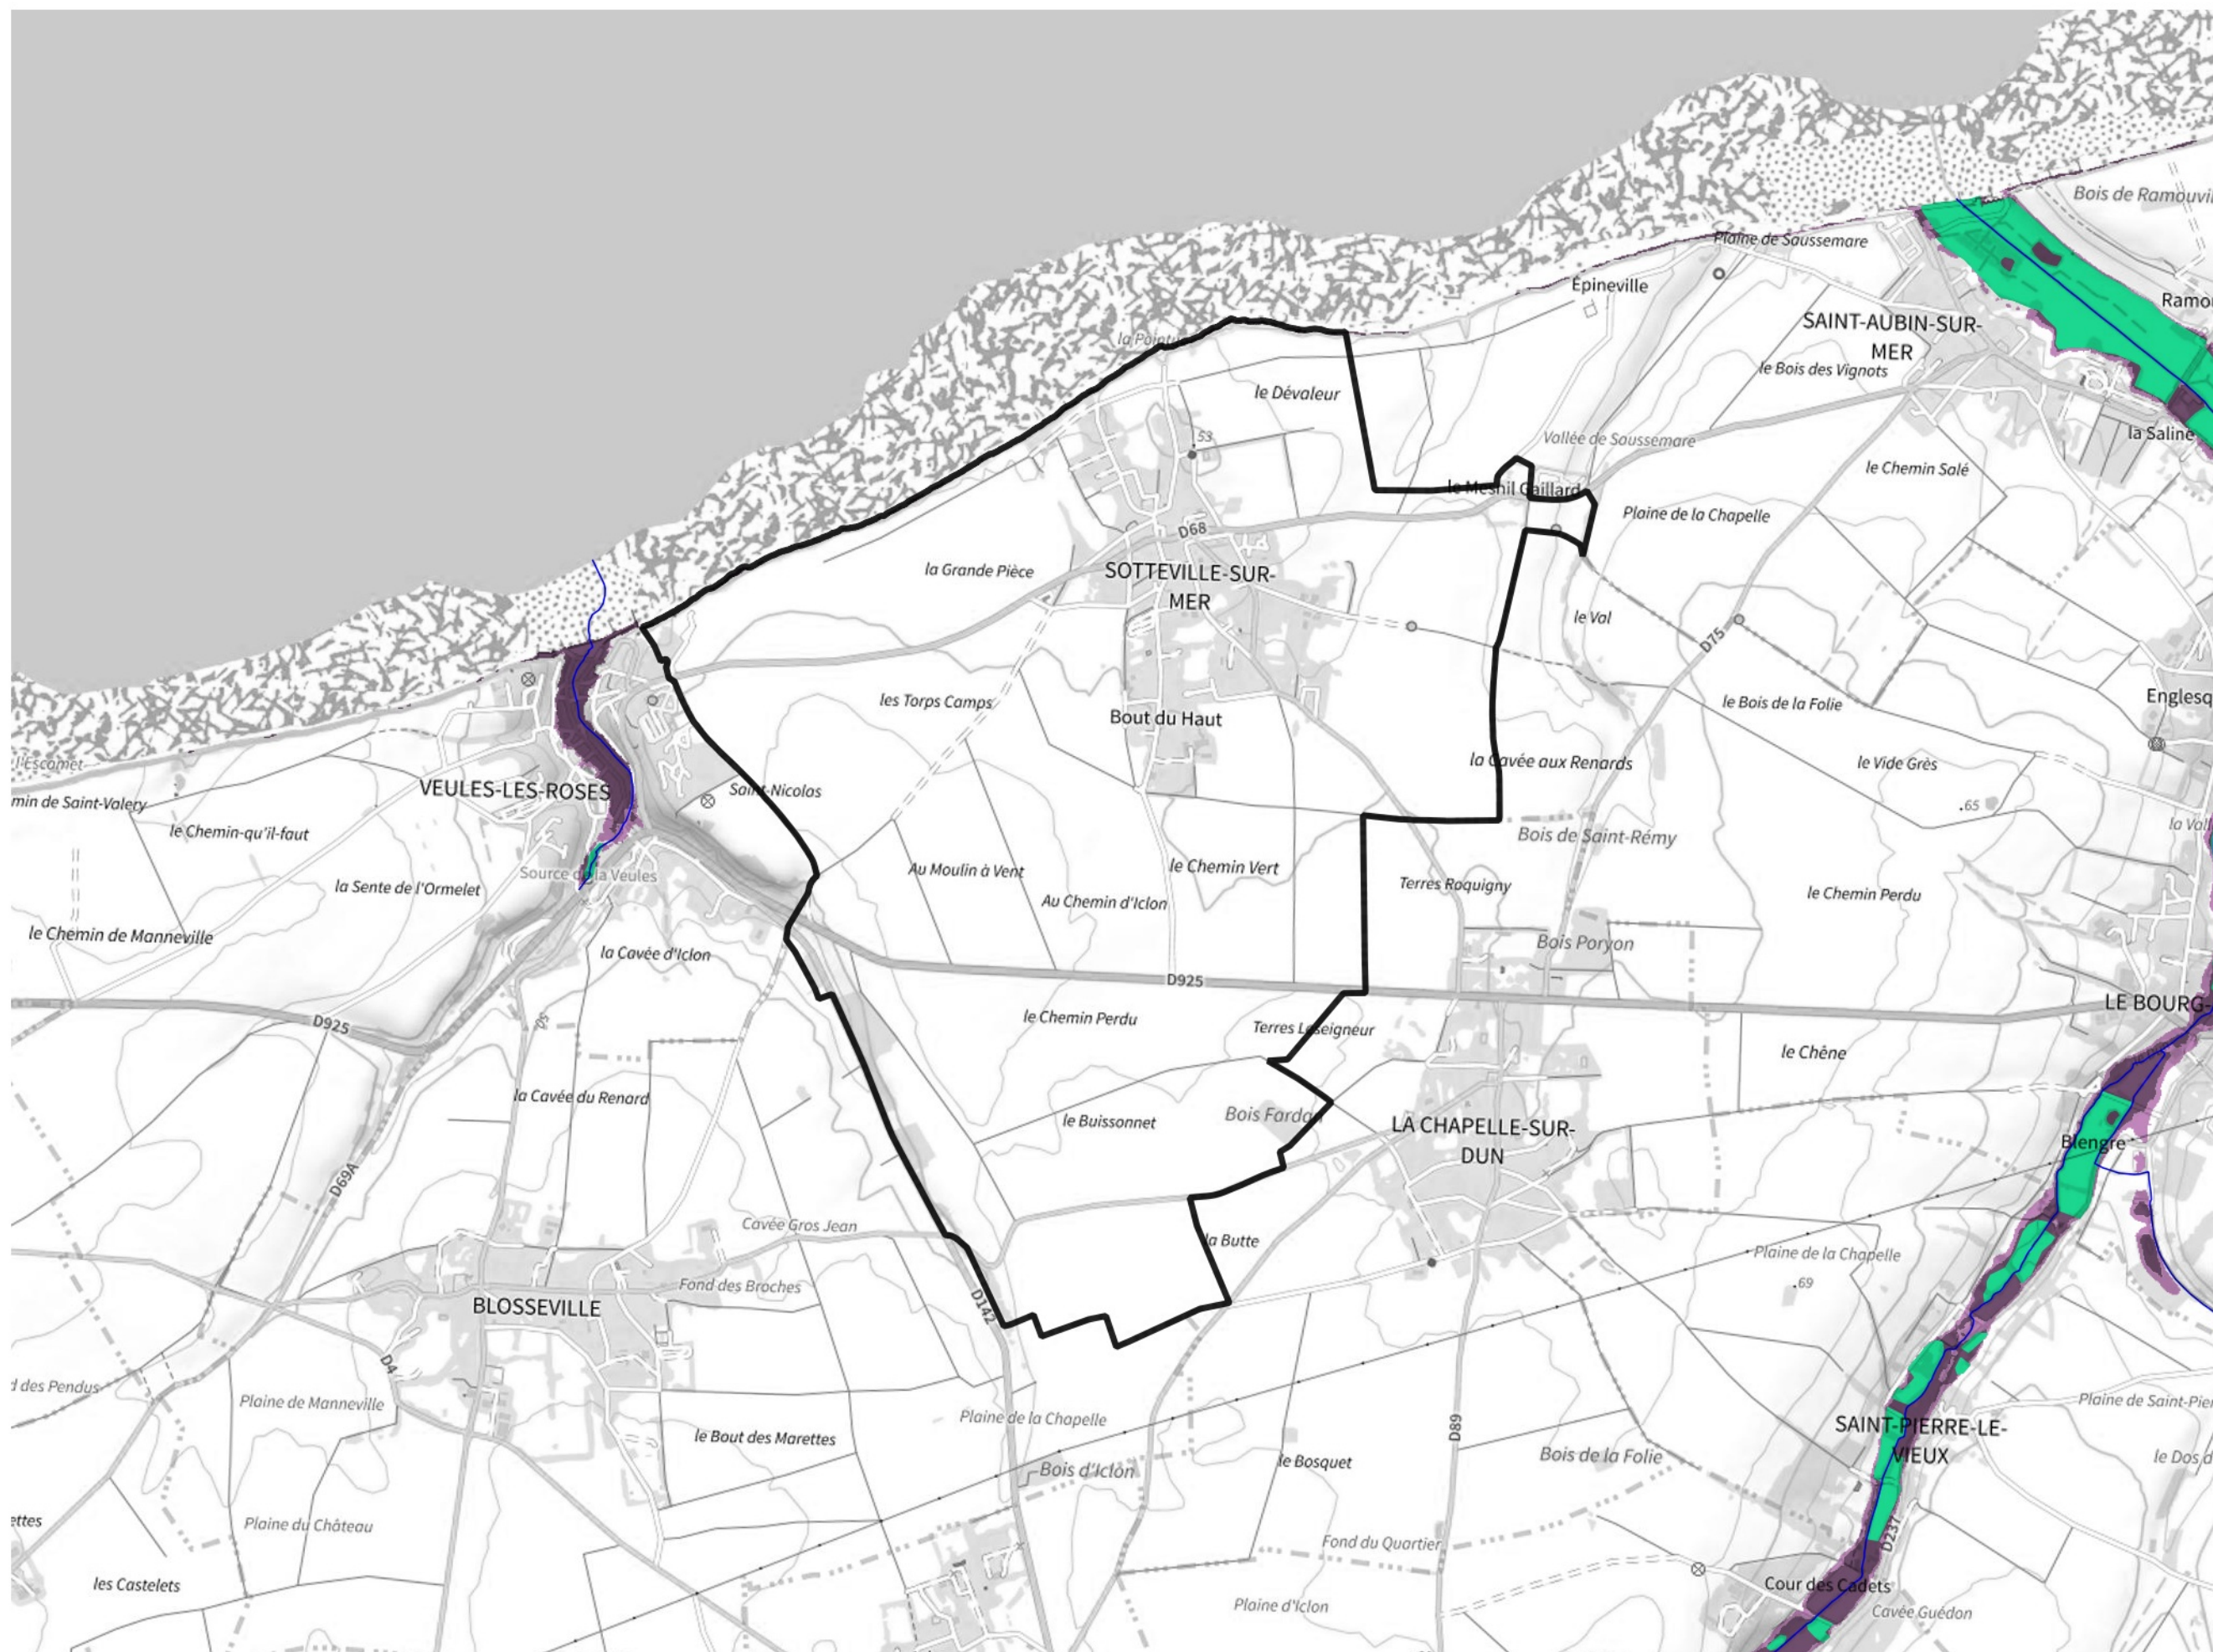 Bois de Ramouvil
Plaine de Saussemare
Épineville
Ramou
SAINT-AUBIN-SUR-
MER
la Pointue
le Bois des Vignots
le Dévaleur
53
Vallée de Saussemare
la Saline
le Chemin Salé
le Mesnil Gaillard
Plaine de la Chapelle
D68
la Grande Pièce
SOTTEVILLE-SUR-
MER
le Val
D75
les Torps Camps
Bout du Haut
le Bois de la Folie
Englesq
l'Escamet
la Cavée aux Renards
le Vide Grès
VEULES-LES-ROSES
Saint-Nicolas
min de Saint-Valery
.65
le Chemin-qu'il-faut
Bois de Saint-Rémy
la Val
Source de la Veules
Au Moulin à Vent
le Chemin Vert
la Sente de l'Ormelet
Terres Roquigny
le Chemin Perdu
Au Chemin d'Iclon
le Chemin de Manneville
la Cavée d'Iclon
Bois Poryon
D925
LE BOURG-
D925
50
le Chemin Perdu
Terres Leseigneur
le Chêne
la Cavée du Renard
le Buissonnet
Bois Fardan
LA CHAPELLE-SUR-
DUN
Blengre
D69A
Cavée Gros Jean
la Butte
Plaine de la Chapelle
.69
Fond des Broches
BLOSSEVILLE
D142
D4
d des Pendus
Plaine de Manneville
Plaine de la Chapelle
Plaine de Saint-Pier
SAINT-PIERRE-LE-
VIEUX
le Bout des Marettes
D89
le Bosquet
Bois de la Folie
le Dos d
Bois d'Iclon
ettes
Plaine du Château
Fond du Quartier
D237
les Castelets
Cour des Cadets
Plaine d'Iclon
Cavée Guédon